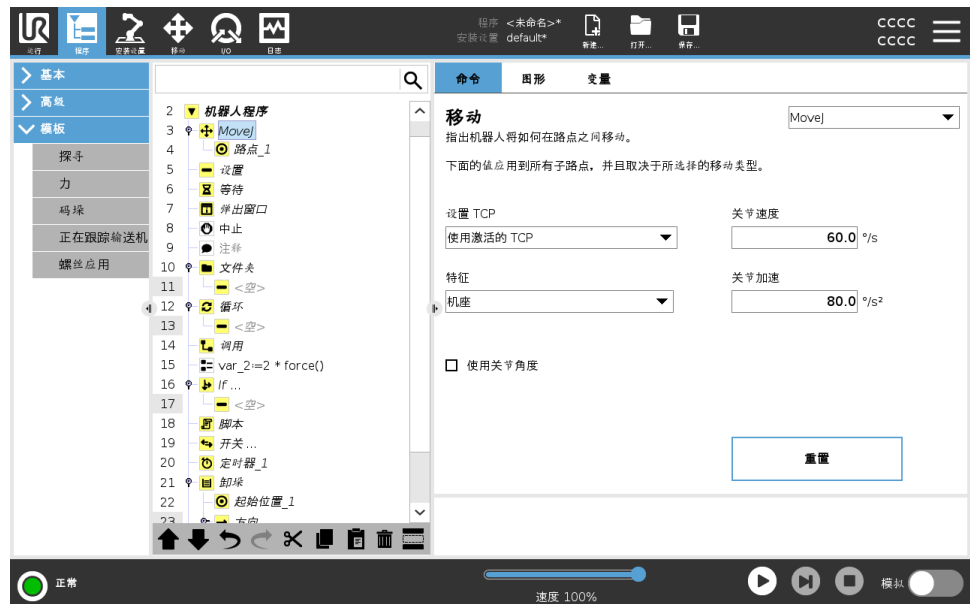 运行
程序
安装设置
移动
I/O
日志
程序 <未命名>*
安装设置 default*
新建...
打开...
保存...
CCCC
CCCC
基本
高级
模板
探寻
力
码垛
正在跟踪输送机
螺丝应用
2 机器人程序
3 MoveJ
4 路点_1
5 设置
6 等待
7 弹出窗口
8 中止
9 注释
10 文件夹
11 <空>
12 循环
13 <空>
14 调用
15 var_2:=2 * force()
16 If ...
17 <空>
18 脚本
19 开关 ...
20 定时器_1
21 卸垛
22 起始位置_1
23 方向
命令 图形 变量
移动
MoveJ
指出机器人将如何在路点之间移动。
下面的值应用到所有子路点，并且取决于所选择的移动类型。
设置 TCP
关节速度
使用激活的 TCP
60.0 °/s
特征
关节加速
机座
80.0 °/s²
使用关节角度
重置
正常
速度 100%
模拟